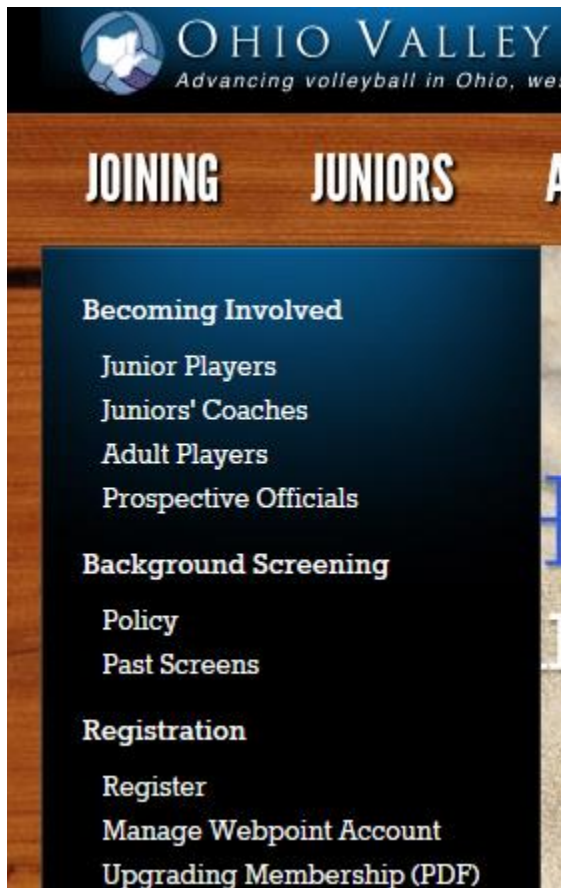 OHIO VALLEY
Advancing volleyball in Ohio,
JOINING JUNIORS
Becoming Involved
Junior Players
Juniors' Coaches
Adult Players
Prospective Officials
Background Screening
Policy
Past Screens
Registration
Register
Manage Webpoint Account
Upgrading Membership (PDF)